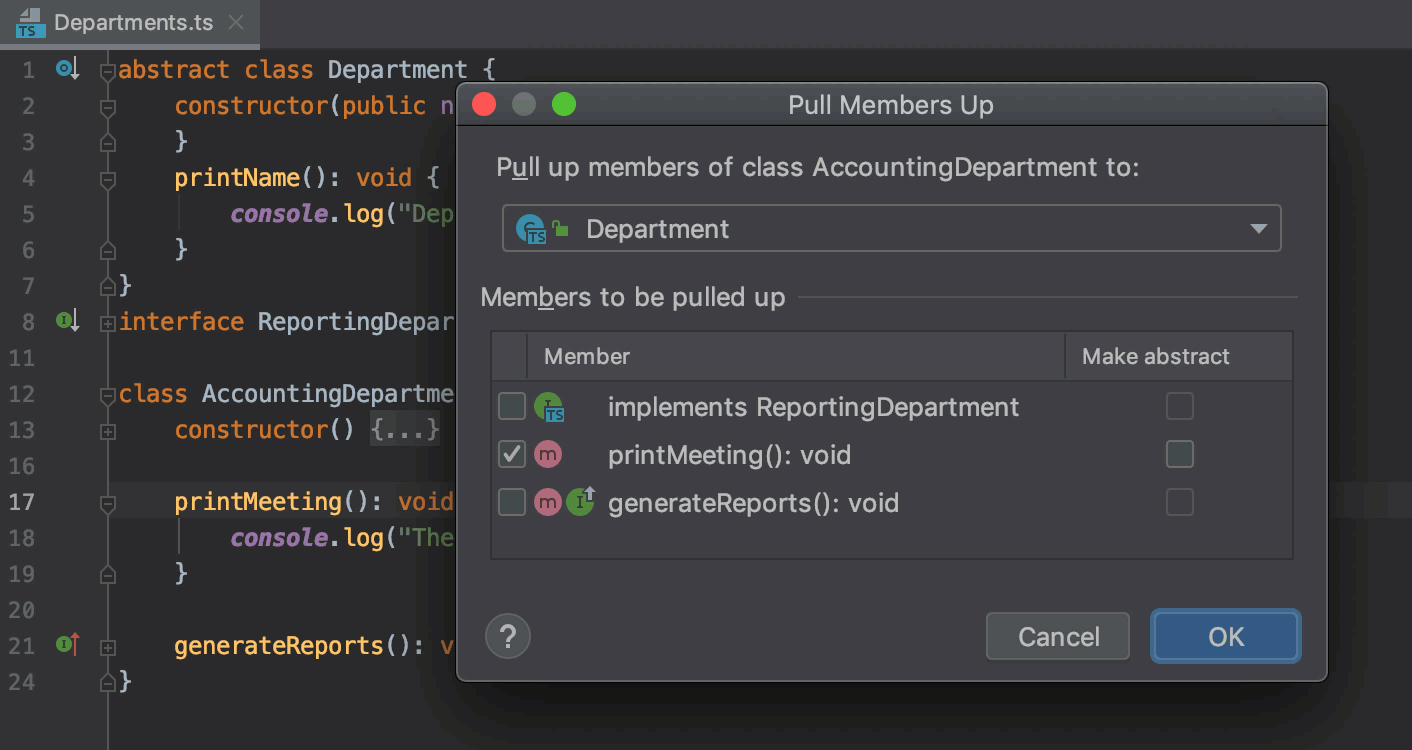 Departments.ts
1 abstract class Department {
2 constructor(public n
3 }
4 printName(): void {
5 console.log("Dep
6 }
7 }
8 interface ReportingDepar
11
12 class AccountingDepartme
13 constructor() {...}
16
17 printMeeting(): void
18 console.log("The
19 }
20
21 generateReports(): v
24 }
Pull Members Up
Pull up members of class AccountingDepartment to:
Department
Members to be pulled up
Member Make abstract
implements ReportingDepartment
printMeeting(): void
generateReports(): void
? Cancel OK